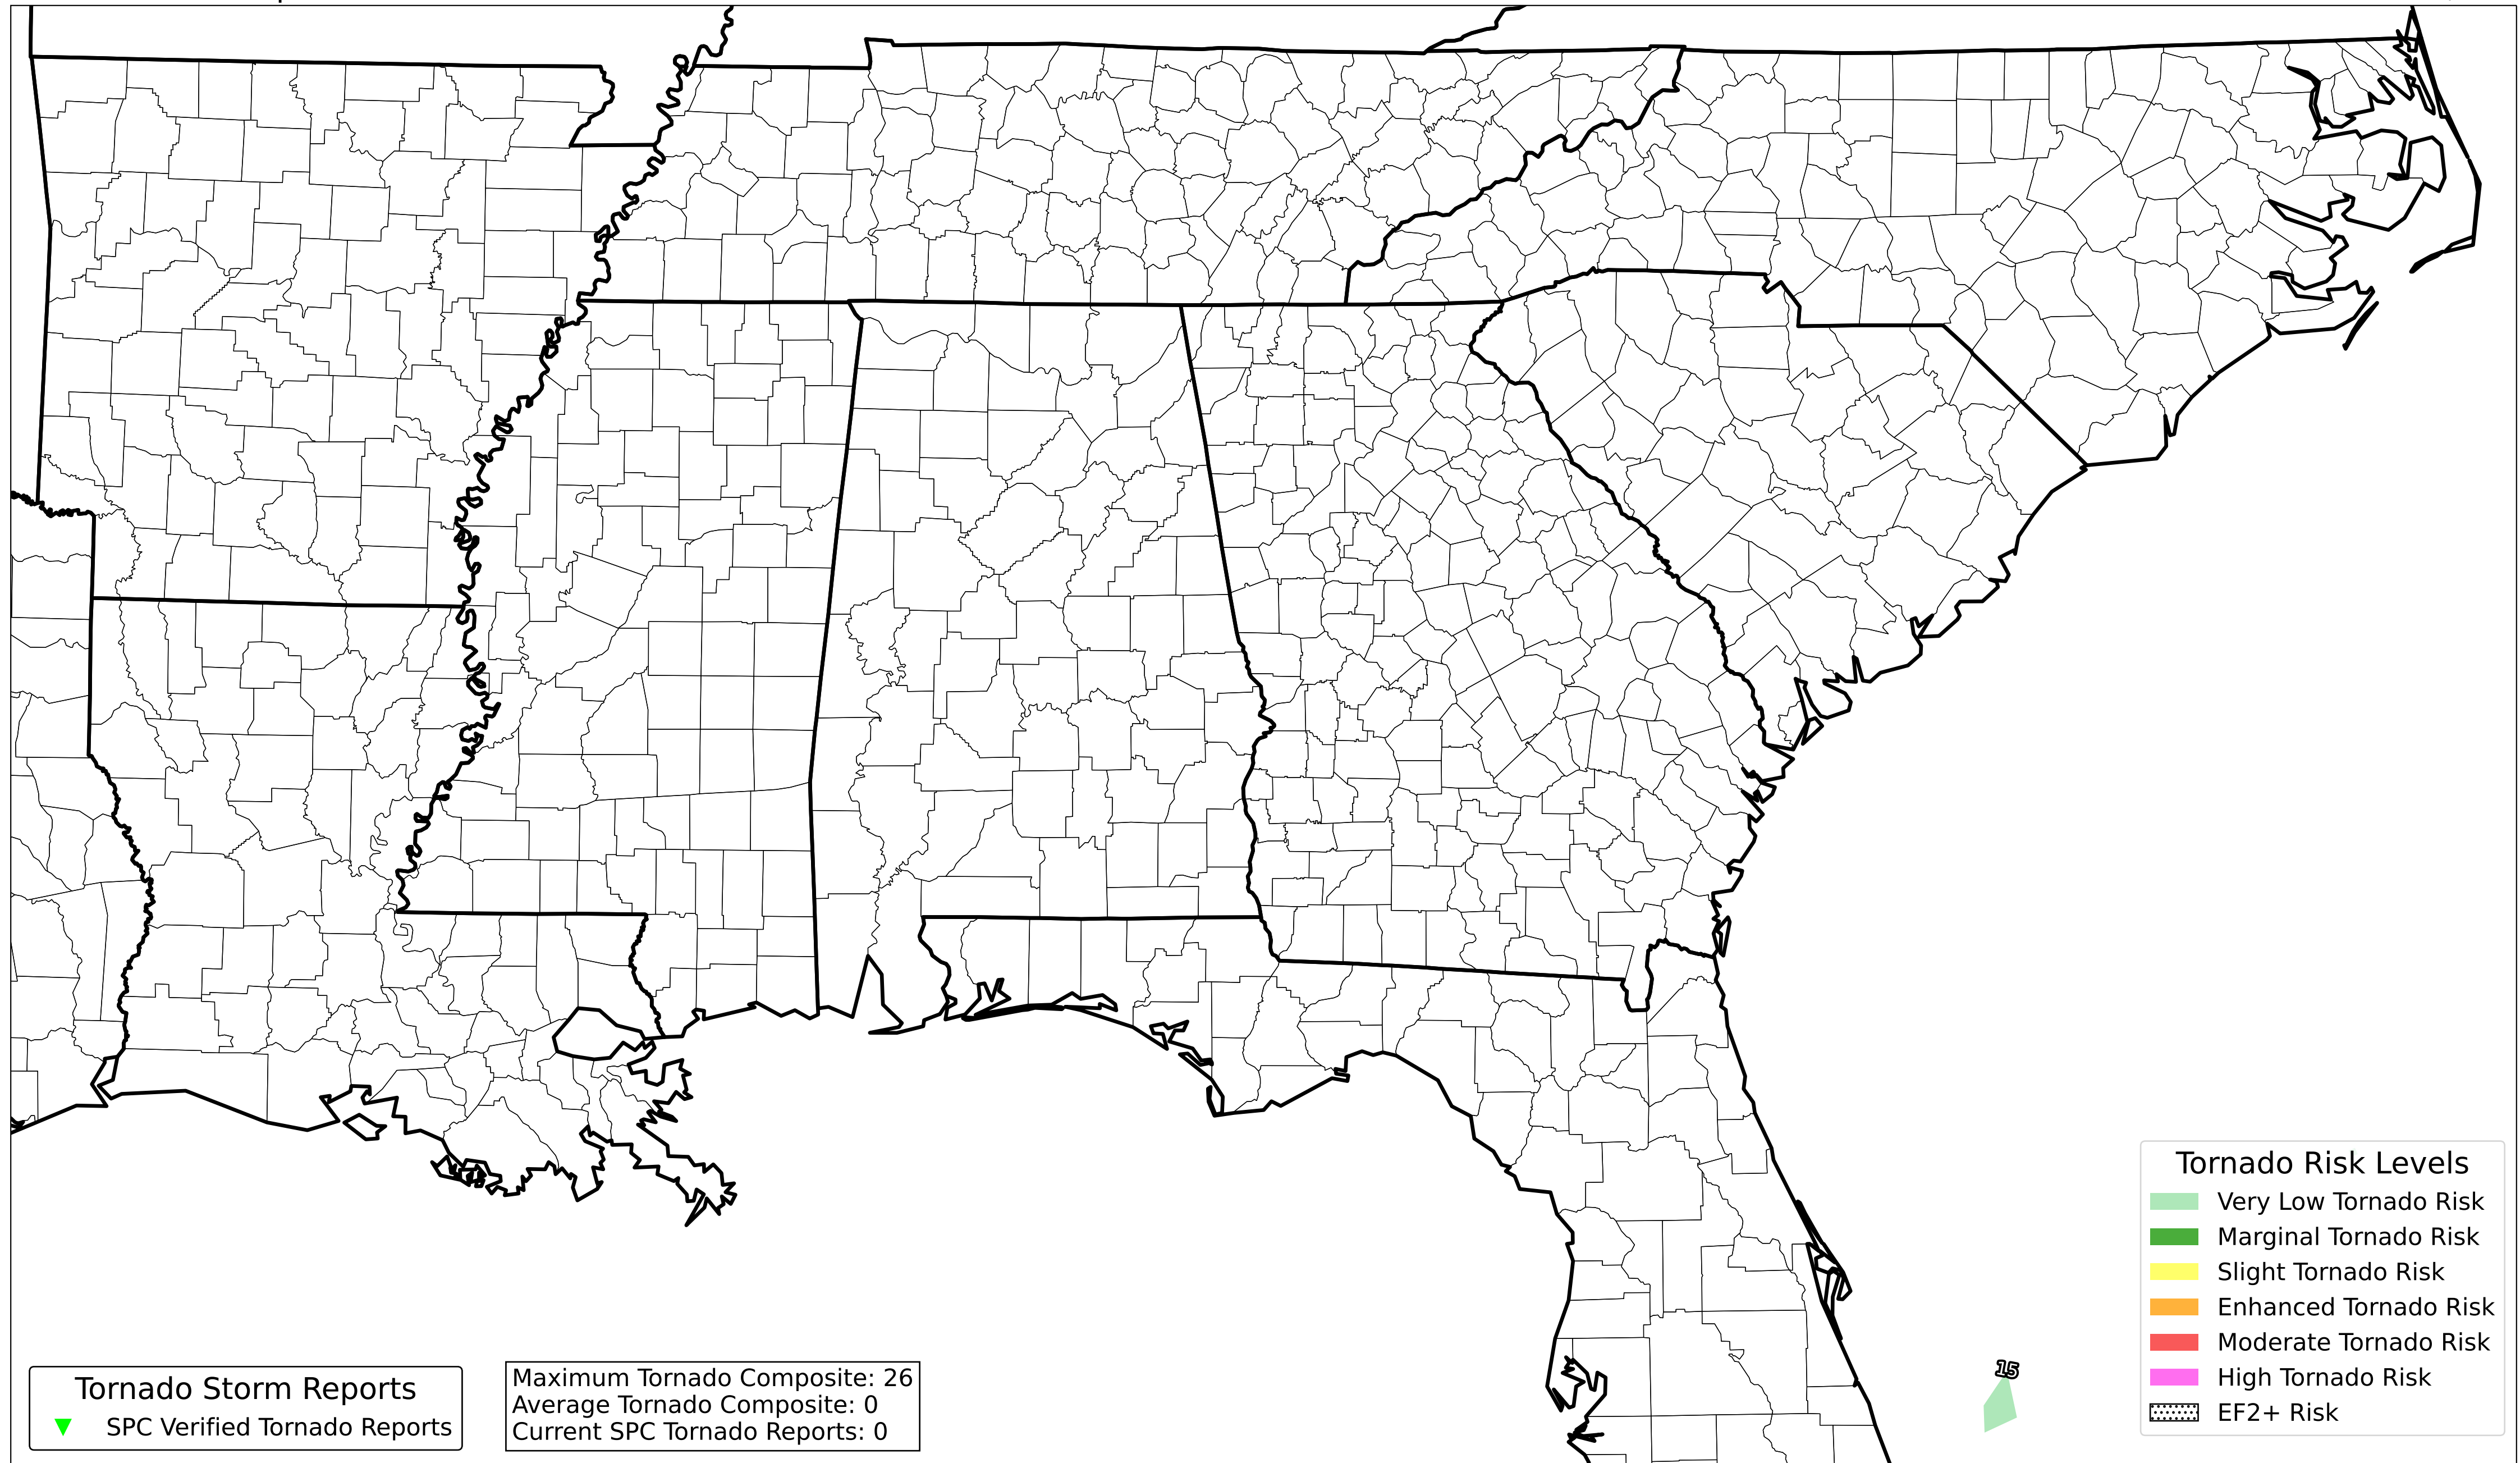 15
Tornado Risk Levels
Very Low Tornado Risk
Marginal Tornado Risk
Slight Tornado Risk
Enhanced Tornado Risk
Moderate Tornado Risk
High Tornado Risk
EF2+ Risk
Tornado Storm Reports
SPC Verified Tornado Reports
Maximum Tornado Composite: 26
Average Tornado Composite: 0
Current SPC Tornado Reports: 0